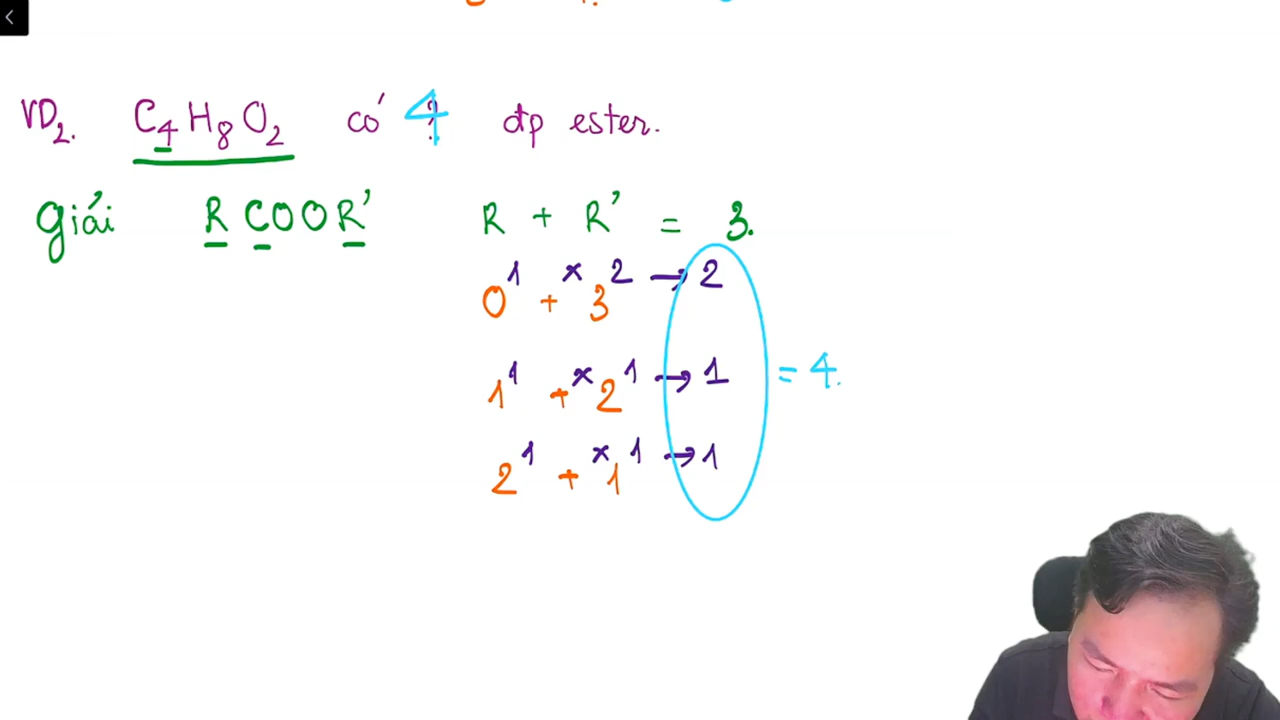 VD₂. C₄H₈O₂ có 4 đp ester.
giải RCOOR' R + R' = 3.
0¹ +ˣ 3² → 2
1¹ +ˣ 2¹ → 1 = 4.
2¹ +ˣ 1¹ → 1